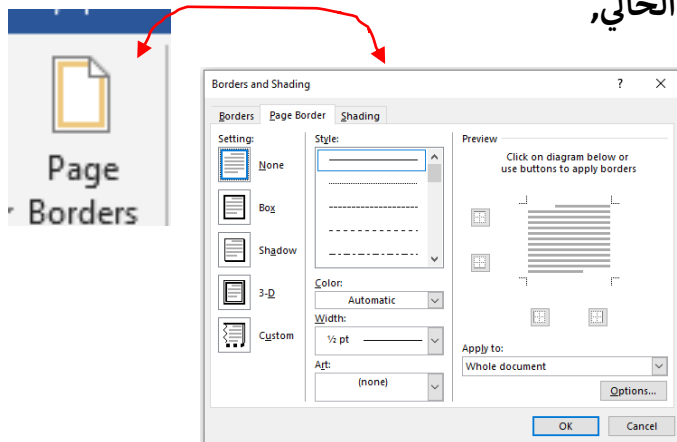 الحالي,
Page
Borders
Borders and Shading ? ×
Borders Page Border Shading
Setting:
None
Box
Shadow
3-D
Custom
Style:
Color:
Automatic
Width:
½ pt
Art:
(none)
Preview
Click on diagram below or
use buttons to apply borders
Apply to:
Whole document
Options...
OK Cancel